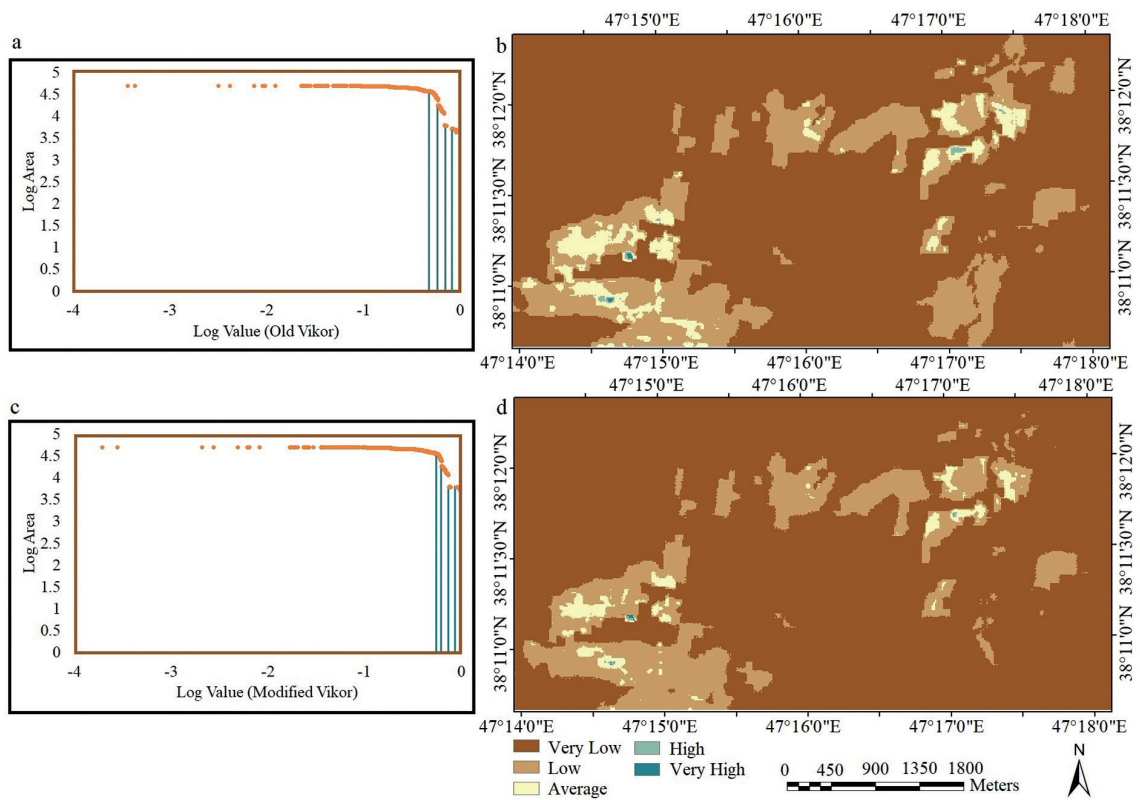 a
5
4.5
4
3.5
3
2.5
2
1.5
1
0.5
0
Log Area
-4 -3 -2 -1 0
Log Value (Old Vikor)
b
47°15'0"E 47°16'0"E 47°17'0"E 47°18'0"E
38°12'0"N
38°11'30"N
38°11'0"N
38°12'0"N
38°11'30"N
38°11'0"N
47°14'0"E 47°15'0"E 47°16'0"E 47°17'0"E 47°18'0"E
c
5
4.5
4
3.5
3
2.5
2
1.5
1
0.5
0
Log Area
-4 -3 -2 -1 0
Log Value (Modified Vikor)
d
47°15'0"E 47°16'0"E 47°17'0"E 47°18'0"E
38°12'0"N
38°11'30"N
38°11'0"N
38°12'0"N
38°11'30"N
38°11'0"N
47°14'0"E 47°15'0"E 47°16'0"E 47°17'0"E 47°18'0"E
Very Low
Low
Average
High
Very High
0 450 900 1350 1800
Meters
N